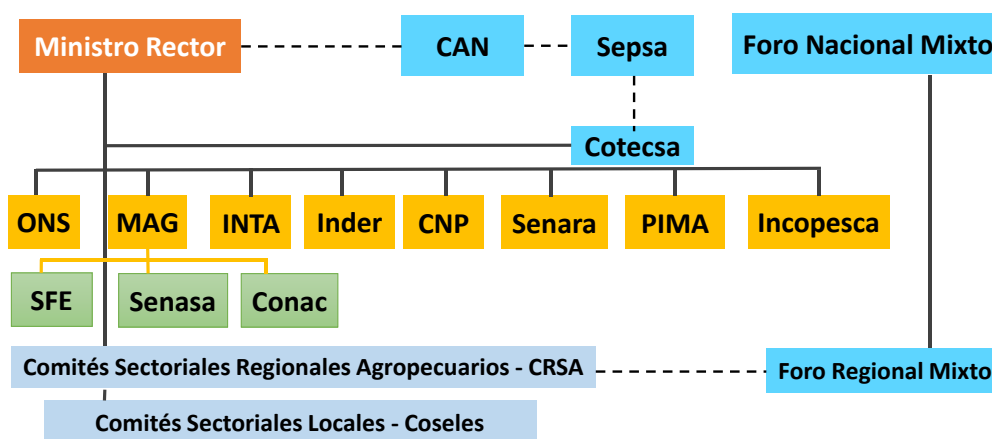 Ministro Rector
CAN
Sepsa
Foro Nacional Mixto
Cotecsa
ONS
MAG
INTA
Inder
CNP
Senara
PIMA
Incopesca
SFE
Senasa
Conac
Comités Sectoriales Regionales Agropecuarios - CRSA
Foro Regional Mixto
Comités Sectoriales Locales - Coseles